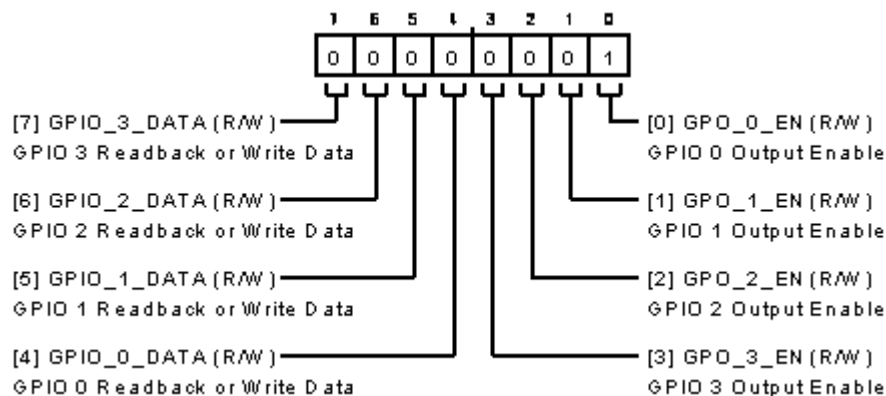 7 6 5 4 3 2 1 0
0 0 0 0 0 0 0 1
[7] GPIO_3_DATA (R/W)
GPIO 3 Readback or Write Data
[6] GPIO_2_DATA (R/W)
GPIO 2 Readback or Write Data
[5] GPIO_1_DATA (R/W)
GPIO 1 Readback or Write Data
[4] GPIO_0_DATA (R/W)
GPIO 0 Readback or Write Data
[0] GPO_0_EN (R/W)
GPIO 0 Output Enable
[1] GPO_1_EN (R/W)
GPIO 1 Output Enable
[2] GPO_2_EN (R/W)
GPIO 2 Output Enable
[3] GPO_3_EN (R/W)
GPIO 3 Output Enable